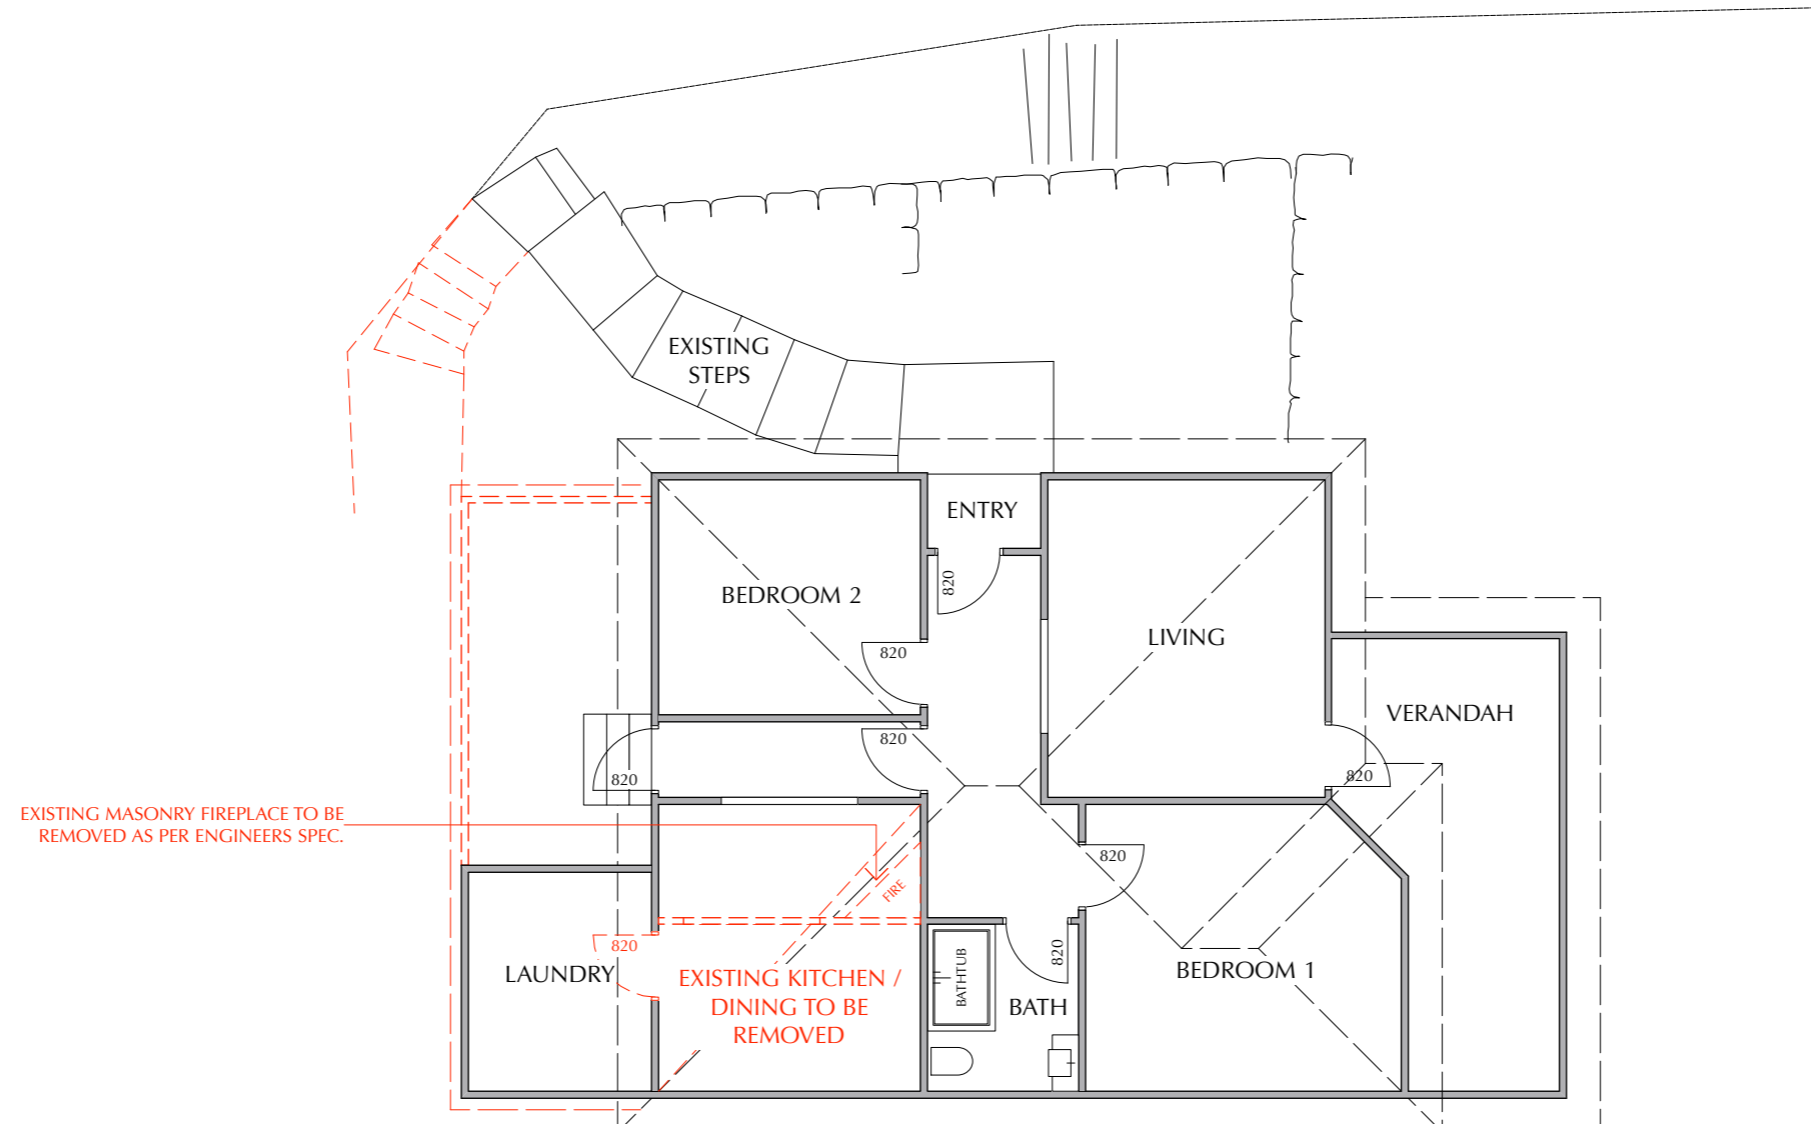 EXISTING
STEPS
ENTRY
820
BEDROOM 2
LIVING
820
VERANDAH
820
820
820
EXISTING MASONRY FIREPLACE TO BE
REMOVED AS PER ENGINEERS SPEC.
820
FIRE
820
LAUNDRY
EXISTING KITCHEN /
DINING TO BE
REMOVED
BATHTUB
820
BATH
BEDROOM 1